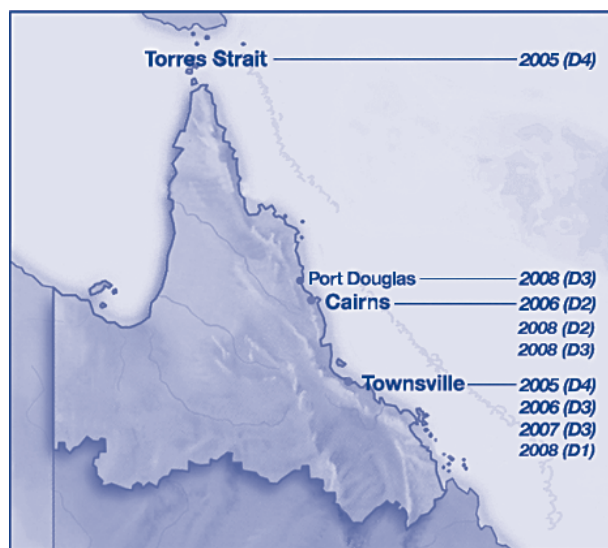 Torres Strait 2005 (D4)
Port Douglas 2008 (D3)
Cairns 2006 (D2)
2008 (D2)
2008 (D3)
Townsville 2005 (D4)
2006 (D3)
2007 (D3)
2008 (D1)